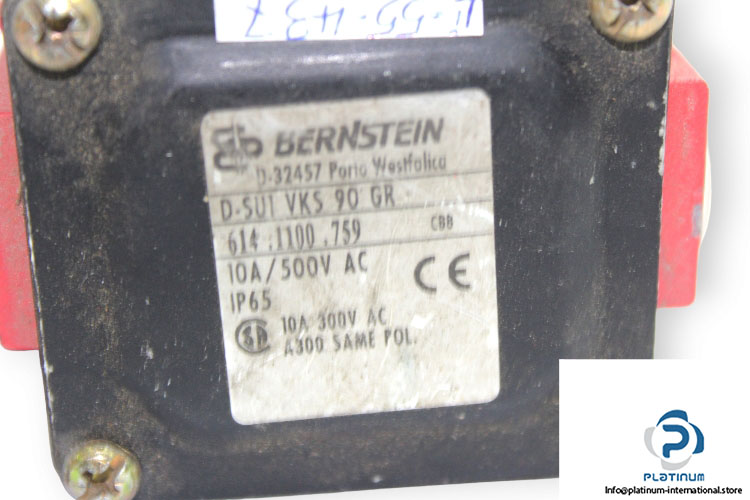 BERNSTEIN
D-32457 Porta Westfalica
D-SU1 VKS 90 GR
614.1100.759 CBB
10A/500V AC
IP65
CE
10A 300V AC
A300 SAME POL.
PLATINUM
Info@platinum-international.store